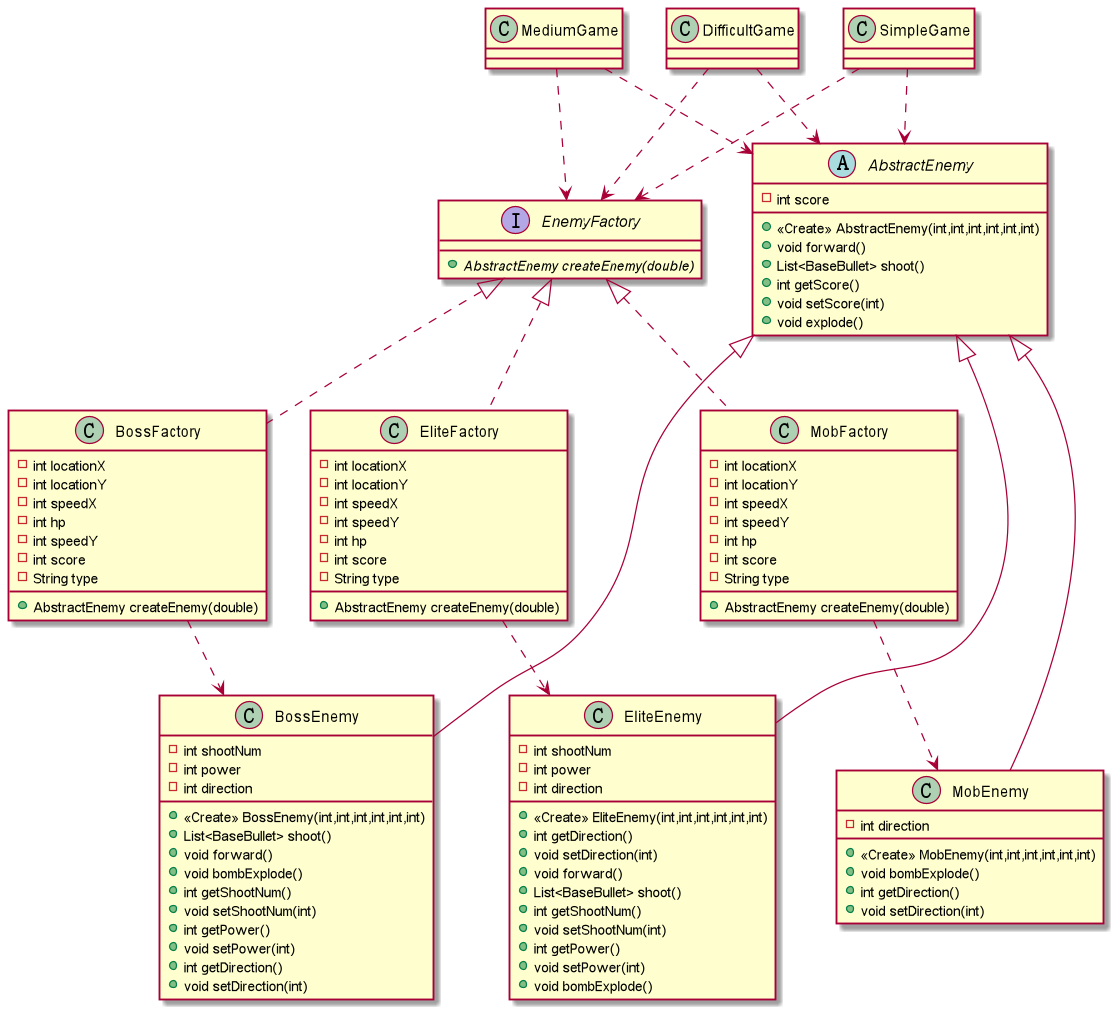 C MediumGame
C DifficultGame
C SimpleGame
A AbstractEnemy
int score
«Create» AbstractEnemy(int,int,int,int,int,int)
void forward()
List<BaseBullet> shoot()
int getScore()
void setScore(int)
void explode()
I EnemyFactory
AbstractEnemy createEnemy(double)
C BossFactory
int locationX
int locationY
int speedX
int hp
int speedY
int score
String type
AbstractEnemy createEnemy(double)
C EliteFactory
int locationX
int locationY
int speedX
int speedY
int hp
int score
String type
AbstractEnemy createEnemy(double)
C MobFactory
int locationX
int locationY
int speedX
int speedY
int hp
int score
String type
AbstractEnemy createEnemy(double)
C BossEnemy
int shootNum
int power
int direction
«Create» BossEnemy(int,int,int,int,int,int)
List<BaseBullet> shoot()
void forward()
void bombExplode()
int getShootNum()
void setShootNum(int)
int getPower()
void setPower(int)
int getDirection()
void setDirection(int)
C EliteEnemy
int shootNum
int power
int direction
«Create» EliteEnemy(int,int,int,int,int,int)
int getDirection()
void setDirection(int)
void forward()
List<BaseBullet> shoot()
int getShootNum()
void setShootNum(int)
int getPower()
void setPower(int)
void bombExplode()
C MobEnemy
int direction
«Create» MobEnemy(int,int,int,int,int,int)
void bombExplode()
int getDirection()
void setDirection(int)